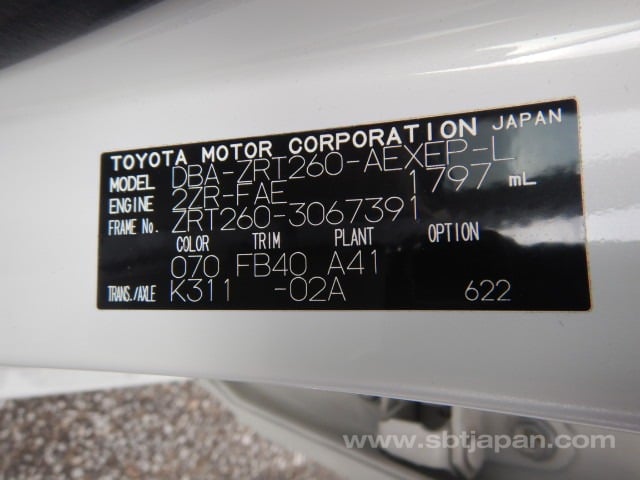 TOYOTA MOTOR CORPORATION JAPAN
MODEL DBA-ZRT260-AEXEP-L
ENGINE 2ZR-FAE 1797 mL
FRAME No. ZRT260-3067391
COLOR TRIM PLANT OPTION
070 FB40 A41
TRANS./AXLE K311 -02A 622
www.sbtjapan.com